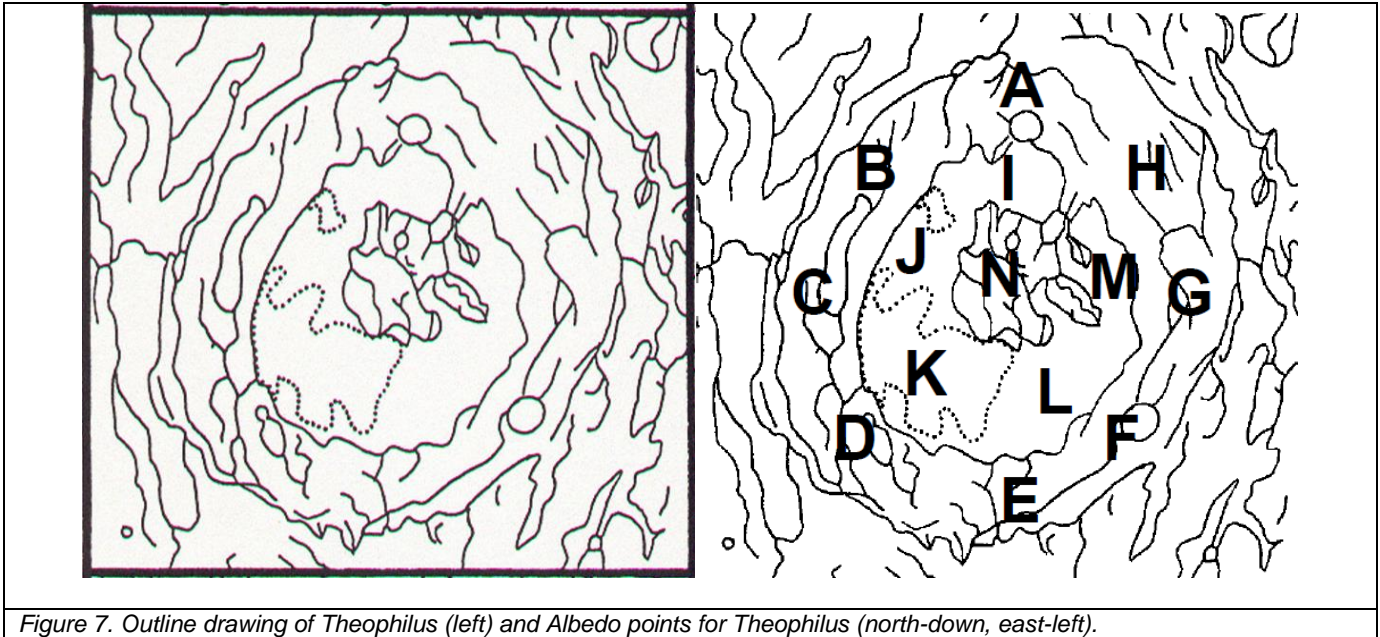 A
B
H
I
J
N
M
C
G
K
L
D
F
E
Figure 7. Outline drawing of Theophilus (left) and Albedo points for Theophilus (north-down, east-left).